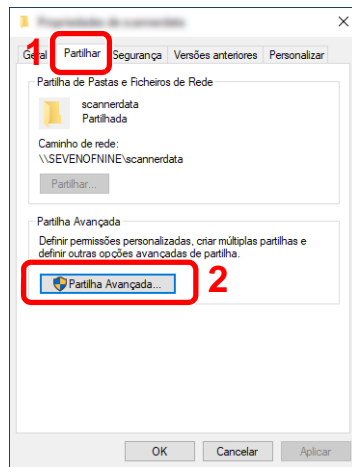 1
Geral Partilhar Segurança Versões anteriores Personalizar
Partilha de Pastas e Ficheiros de Rede
scannerdata
Partilhada
Caminho de rede:
\\SEVENOFNINE\scannerdata
Partilhar...
Partilha Avançada
Definir permissões personalizadas, criar múltiplas partilhas e
definir outras opções avançadas de partilha.
Partilha Avançada... 2
OK Cancelar Aplicar